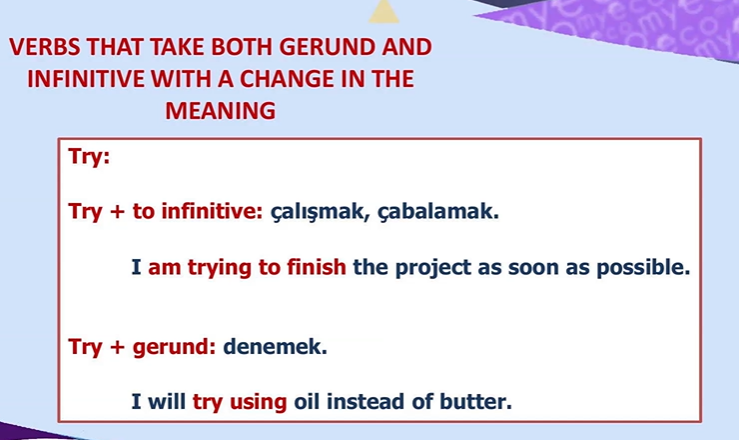 VERBS THAT TAKE BOTH GERUND AND
INFINITIVE WITH A CHANGE IN THE
MEANING
Try:
Try + to infinitive: çalışmak, çabalamak.
I am trying to finish the project as soon as possible.
Try + gerund: denemek.
I will try using oil instead of butter.